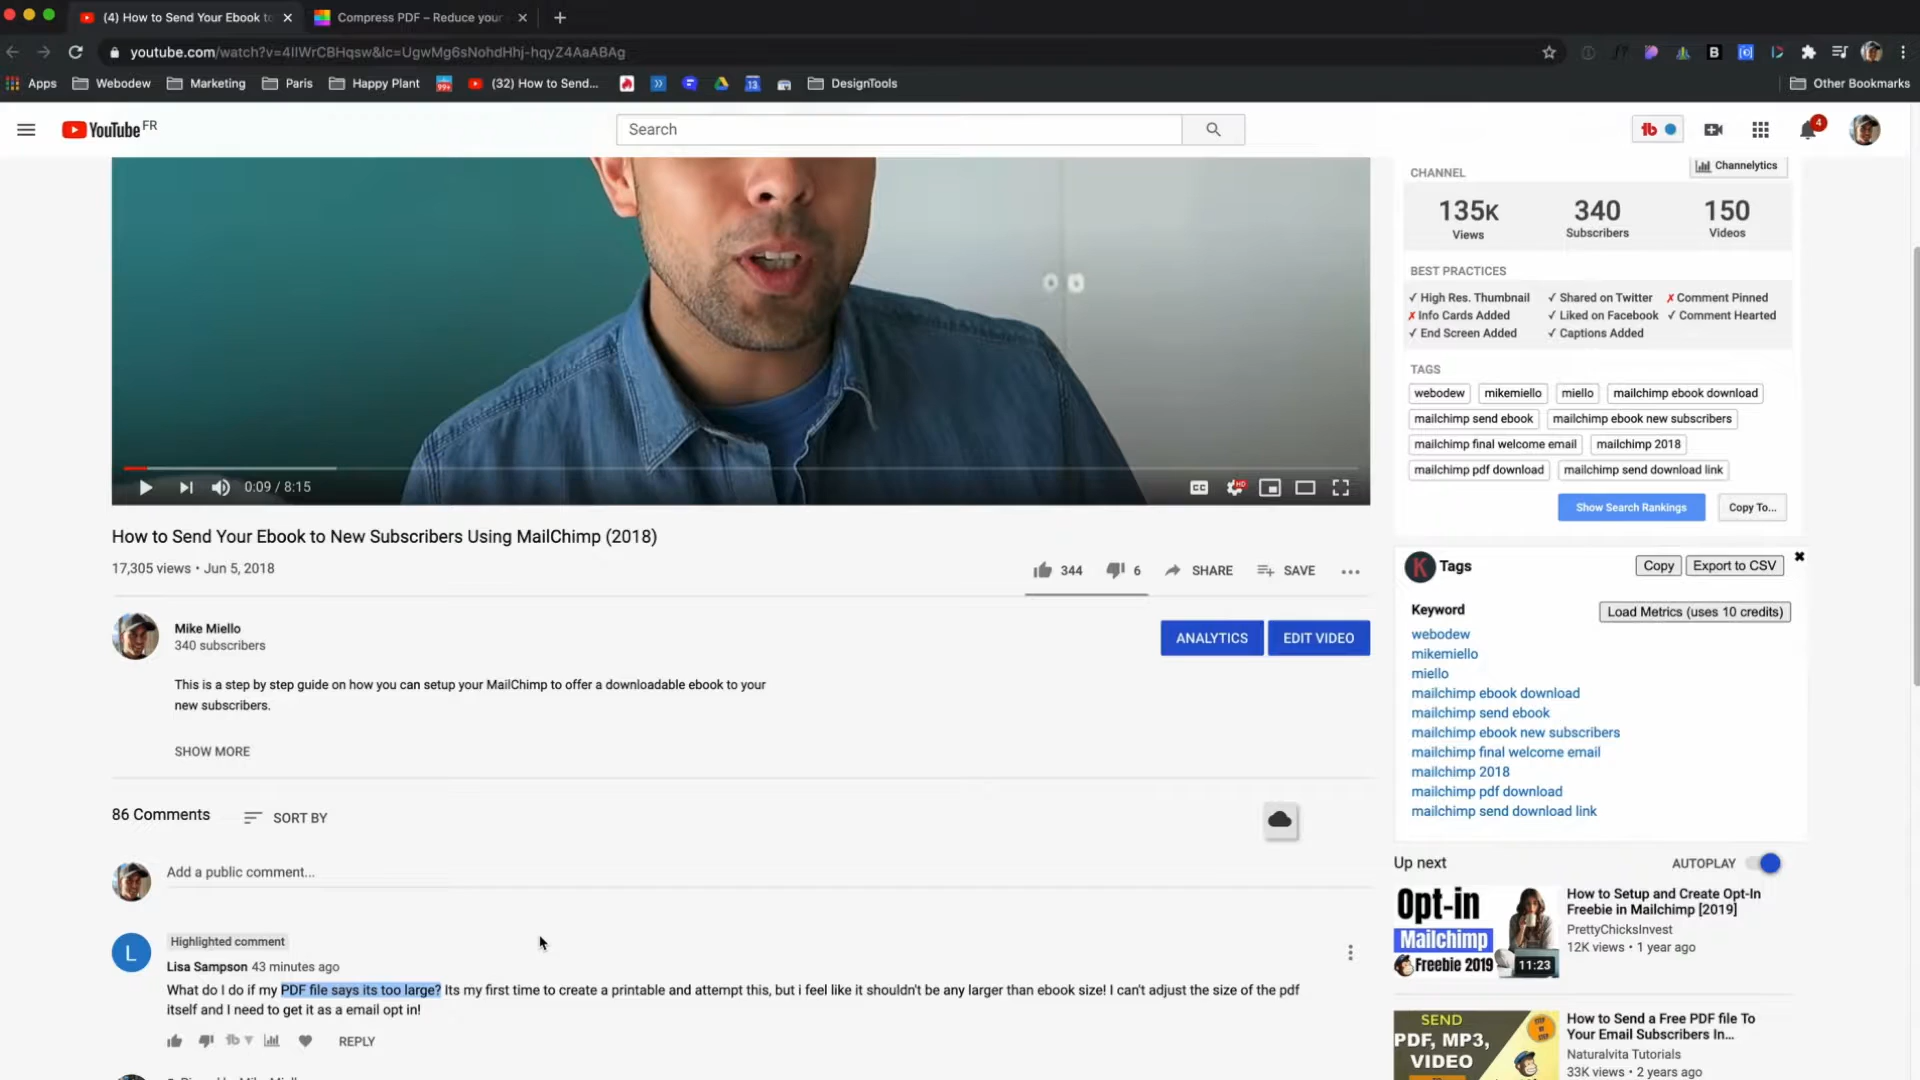 (4) How to Send Your Ebook to
Compress PDF – Reduce your
youtube.com/watch?v=4IIWrCBHqsw&lc=UgwMg6sNohdHhj-hqyZ4AaABAg
Apps Webodew Marketing Paris Happy Plant 99+ (32) How to Send... 13 DesignTools Other Bookmarks
YouTube FR
Search
4
CHANNEL
Channelytics
135K 340 150
Views Subscribers Videos
BEST PRACTICES
✓ High Res. Thumbnail ✓ Shared on Twitter ✗ Comment Pinned
✗ Info Cards Added ✓ Liked on Facebook ✓ Comment Hearted
✓ End Screen Added ✓ Captions Added
TAGS
webodew mikemiello miello mailchimp ebook download
mailchimp send ebook mailchimp ebook new subscribers
mailchimp final welcome email mailchimp 2018
mailchimp pdf download mailchimp send download link
Show Search Rankings Copy To...
0:09 / 8:15
CC HD
How to Send Your Ebook to New Subscribers Using MailChimp (2018)
17,305 views • Jun 5, 2018
344 6 SHARE SAVE
Mike Miello
340 subscribers
ANALYTICS EDIT VIDEO
This is a step by step guide on how you can setup your MailChimp to offer a downloadable ebook to your
new subscribers.
SHOW MORE
86 Comments SORT BY
Add a public comment...
L
Highlighted comment
Lisa Sampson 43 minutes ago
What do I do if my PDF file says its too large? Its my first time to create a printable and attempt this, but i feel like it shouldn't be any larger than ebook size! I can't adjust the size of the pdf
itself and I need to get it as a email opt in!
REPLY
K Tags Copy Export to CSV
Keyword Load Metrics (uses 10 credits)
webodew
mikemiello
miello
mailchimp ebook download
mailchimp send ebook
mailchimp ebook new subscribers
mailchimp final welcome email
mailchimp 2018
mailchimp pdf download
mailchimp send download link
Up next AUTOPLAY
Opt-in
Mailchimp
Freebie 2019
11:23
How to Setup and Create Opt-In
Freebie in Mailchimp [2019]
PrettyChicksInvest
12K views • 1 year ago
SEND
PDF, MP3,
VIDEO
How to Send a Free PDF file To
Your Email Subscribers In...
Naturalvita Tutorials
33K views • 2 years ago